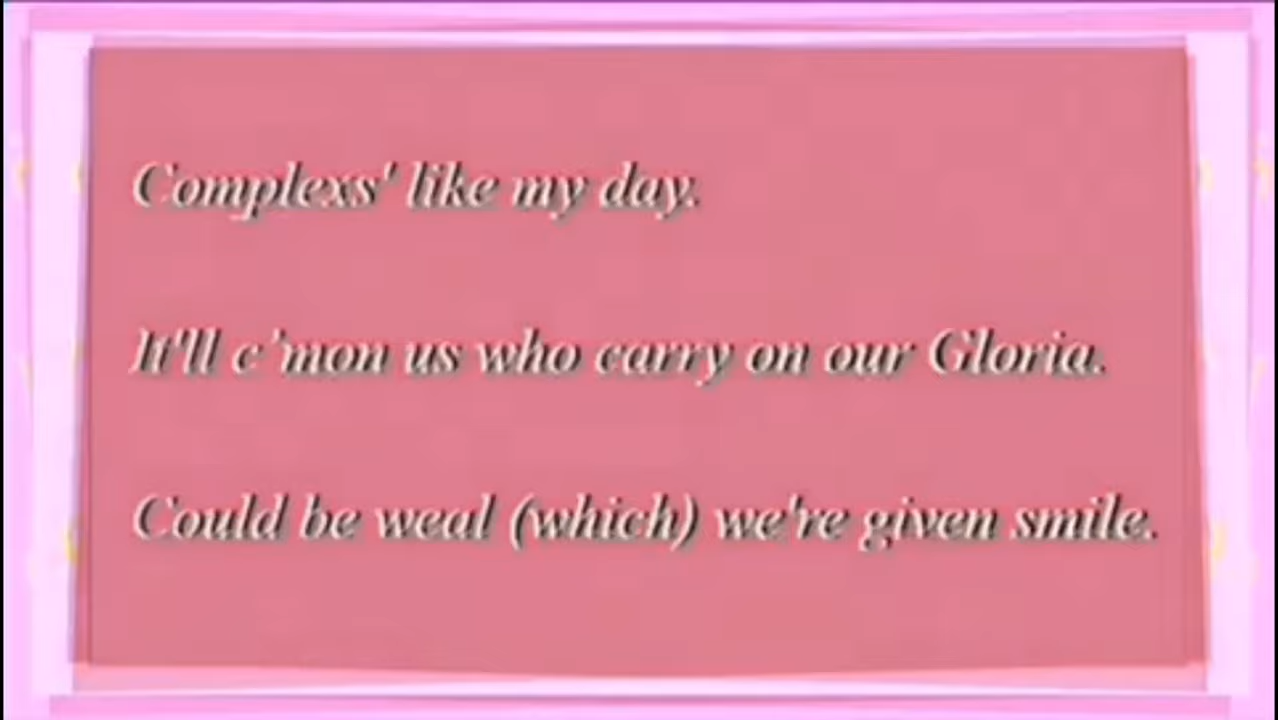 Complexs' like my day.
It'll c'mon us who carry on our Gloria.
Could be weal (which) we're given smile.